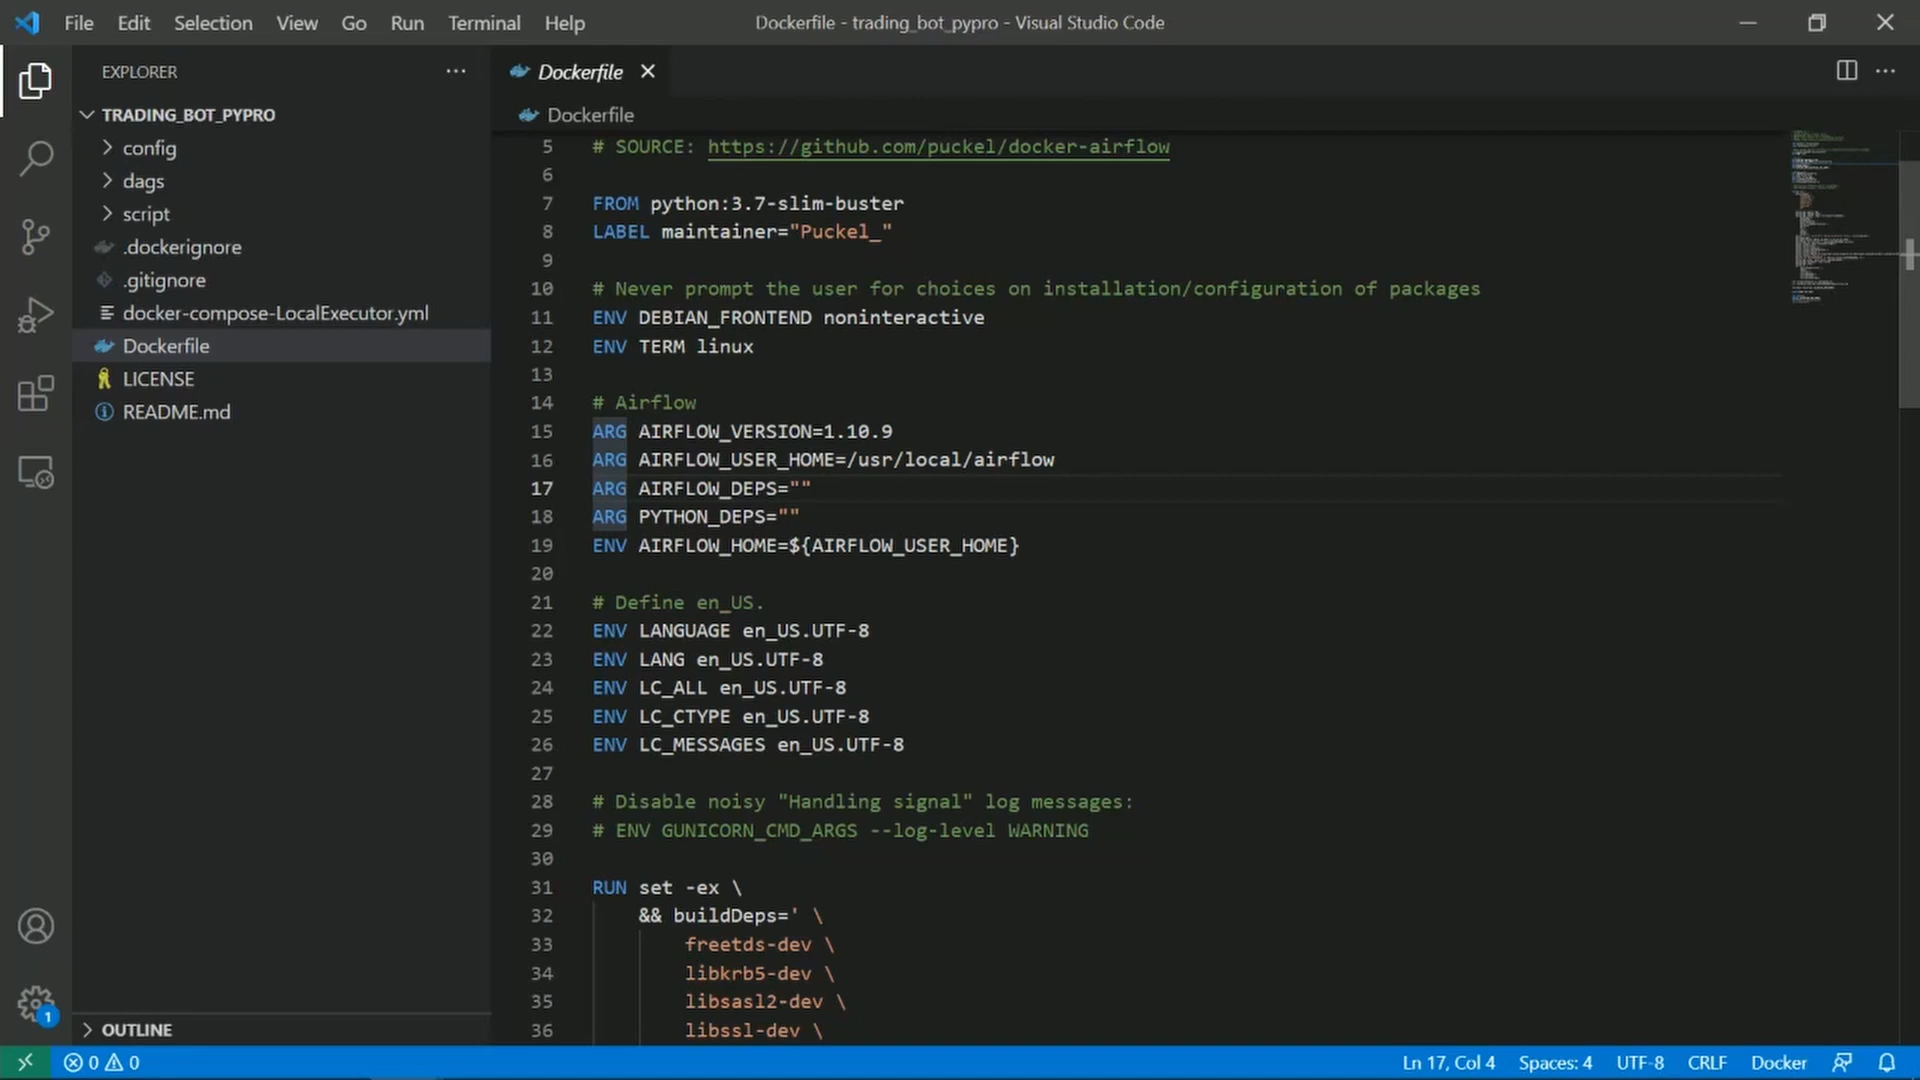 File Edit Selection View Go Run Terminal Help
Dockerfile - trading_bot_pypro - Visual Studio Code
EXPLORER
TRADING_BOT_PYPRO
config
dags
script
.dockerignore
.gitignore
docker-compose-LocalExecutor.yml
Dockerfile
LICENSE
README.md
OUTLINE
1
Dockerfile
Dockerfile
5 # SOURCE: https://github.com/puckel/docker-airflow
6
7 FROM python:3.7-slim-buster
8 LABEL maintainer="Puckel_"
9
10 # Never prompt the user for choices on installation/configuration of packages
11 ENV DEBIAN_FRONTEND noninteractive
12 ENV TERM linux
13
14 # Airflow
15 ARG AIRFLOW_VERSION=1.10.9
16 ARG AIRFLOW_USER_HOME=/usr/local/airflow
17 ARG AIRFLOW_DEPS=""
18 ARG PYTHON_DEPS=""
19 ENV AIRFLOW_HOME=${AIRFLOW_USER_HOME}
20
21 # Define en_US.
22 ENV LANGUAGE en_US.UTF-8
23 ENV LANG en_US.UTF-8
24 ENV LC_ALL en_US.UTF-8
25 ENV LC_CTYPE en_US.UTF-8
26 ENV LC_MESSAGES en_US.UTF-8
27
28 # Disable noisy "Handling signal" log messages:
29 # ENV GUNICORN_CMD_ARGS --log-level WARNING
30
31 RUN set -ex \
32 && buildDeps=' \
33 freetds-dev \
34 libkrb5-dev \
35 libsasl2-dev \
36 libssl-dev \
0 0
Ln 17, Col 4 Spaces: 4 UTF-8 CRLF Docker